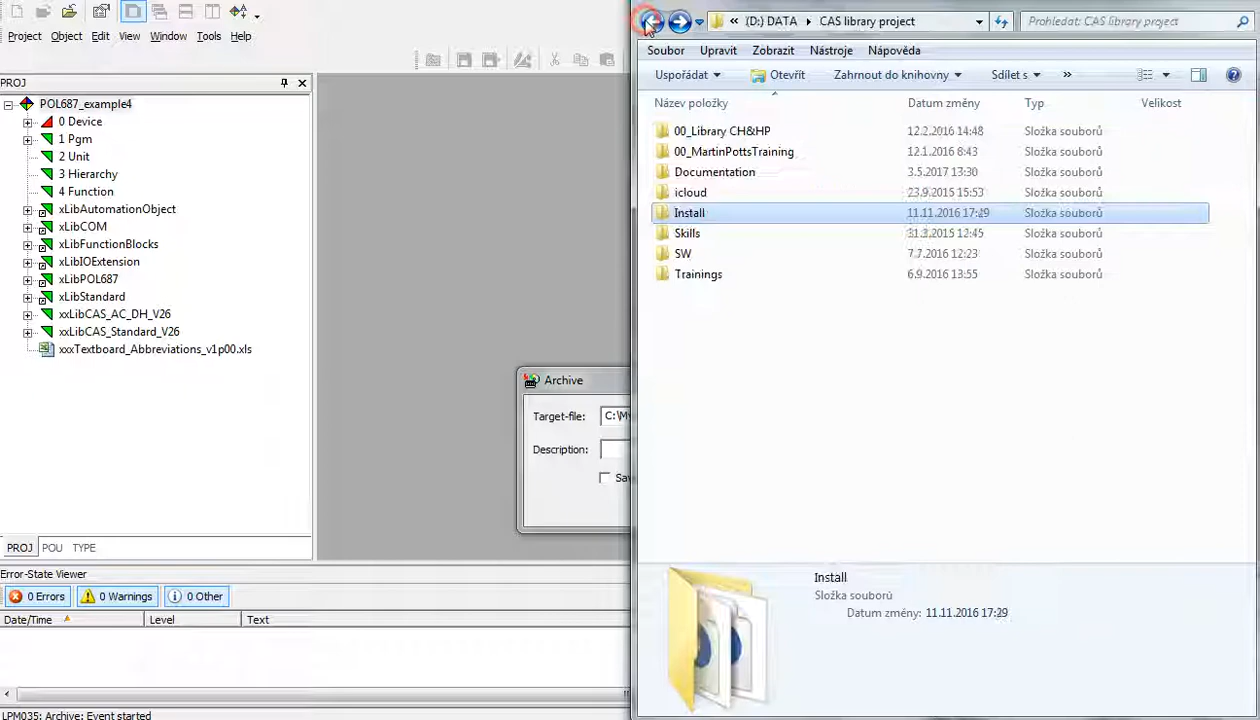 Project Object Edit View Window Tools Help
PROJ
POL687_example4
0 Device
1 Pgm
2 Unit
3 Hierarchy
4 Function
xLibAutomationObject
xLibCOM
xLibFunctionBlocks
xLibIOExtension
xLibPOL687
xLibStandard
xxLibCAS_AC_DH_V26
xxLibCAS_Standard_V26
xxxTextboard_Abbreviations_v1p00.xls
PROJ POU TYPE
Archive
Target-file: C:\My
Description:
Error-State Viewer
0 Errors 0 Warnings 0 Other
Date/Time Level Text
LPM035: Archive: Event started
« (D:) DATA CAS library project Prohledat: CAS library project
Soubor Upravit Zobrazit Nástroje Nápověda
Uspořádat Otevřít Zahrnout do knihovny Sdílet s »
Název položky Datum změny Typ Velikost
00_Library CH&HP 12.2.2016 14:48 Složka souborů
00_MartinPottsTraining 12.1.2016 8:43 Složka souborů
Documentation 3.5.2017 13:30 Složka souborů
icloud 23.9.2015 15:53 Složka souborů
Install 11.11.2016 17:29 Složka souborů
Skills 31.3.2015 12:45 Složka souborů
SW 7.7.2016 12:23 Složka souborů
Trainings 6.9.2016 13:55 Složka souborů
Install
Složka souborů
Datum změny: 11.11.2016 17:29